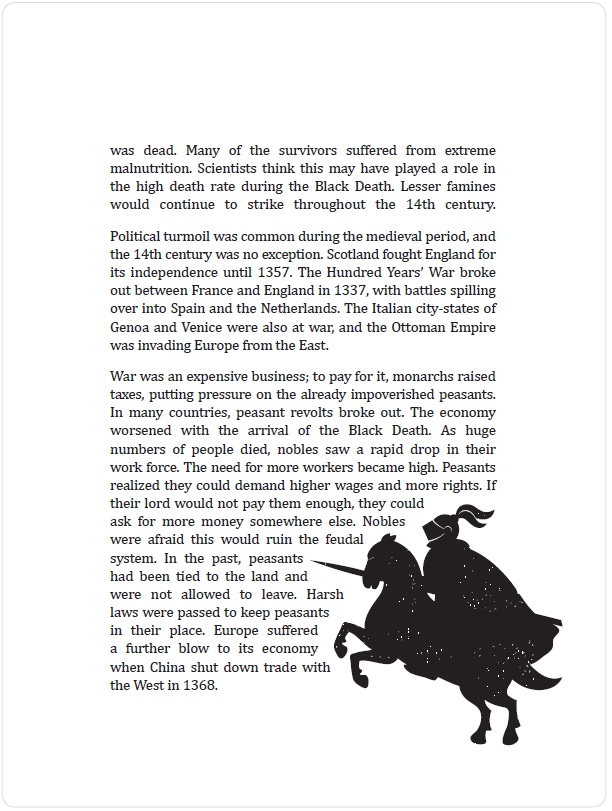 was dead. Many of the survivors suffered from extreme
malnutrition. Scientists think this may have played a role in
the high death rate during the Black Death. Lesser famines
would continue to strike throughout the 14th century.
Political turmoil was common during the medieval period, and
the 14th century was no exception. Scotland fought England for
its independence until 1357. The Hundred Years’ War broke
out between France and England in 1337, with battles spilling
over into Spain and the Netherlands. The Italian city-states of
Genoa and Venice were also at war, and the Ottoman Empire
was invading Europe from the East.
War was an expensive business; to pay for it, monarchs raised
taxes, putting pressure on the already impoverished peasants.
In many countries, peasant revolts broke out. The economy
worsened with the arrival of the Black Death. As huge
numbers of people died, nobles saw a rapid drop in their
work force. The need for more workers became high. Peasants
realized they could demand higher wages and more rights. If
their lord would not pay them enough, they could
ask for more money somewhere else. Nobles
were afraid this would ruin the feudal
system. In the past, peasants
had been tied to the land and
were not allowed to leave. Harsh
laws were passed to keep peasants
in their place. Europe suffered
a further blow to its economy
when China shut down trade with
the West in 1368.